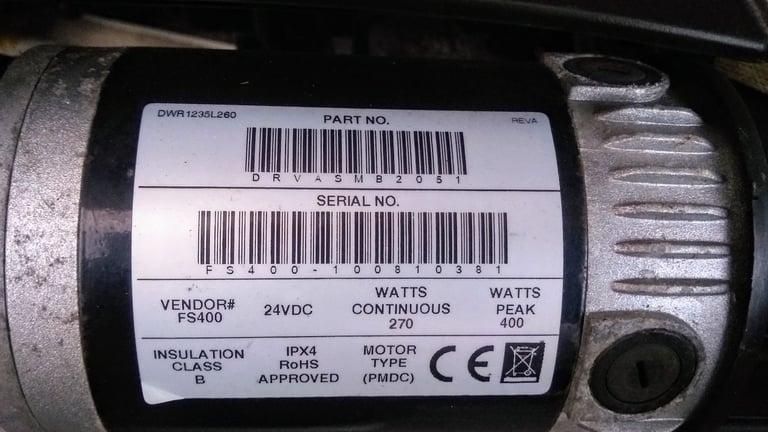 DWR1235L260
PART NO.
REVA
DRVASMB2051
SERIAL NO.
FS400-100810381
VENDOR#
FS400
24VDC
WATTS
CONTINUOUS
270
WATTS
PEAK
400
INSULATION
CLASS
B
IPX4
RoHS
APPROVED
MOTOR
TYPE
(PMDC)
CE